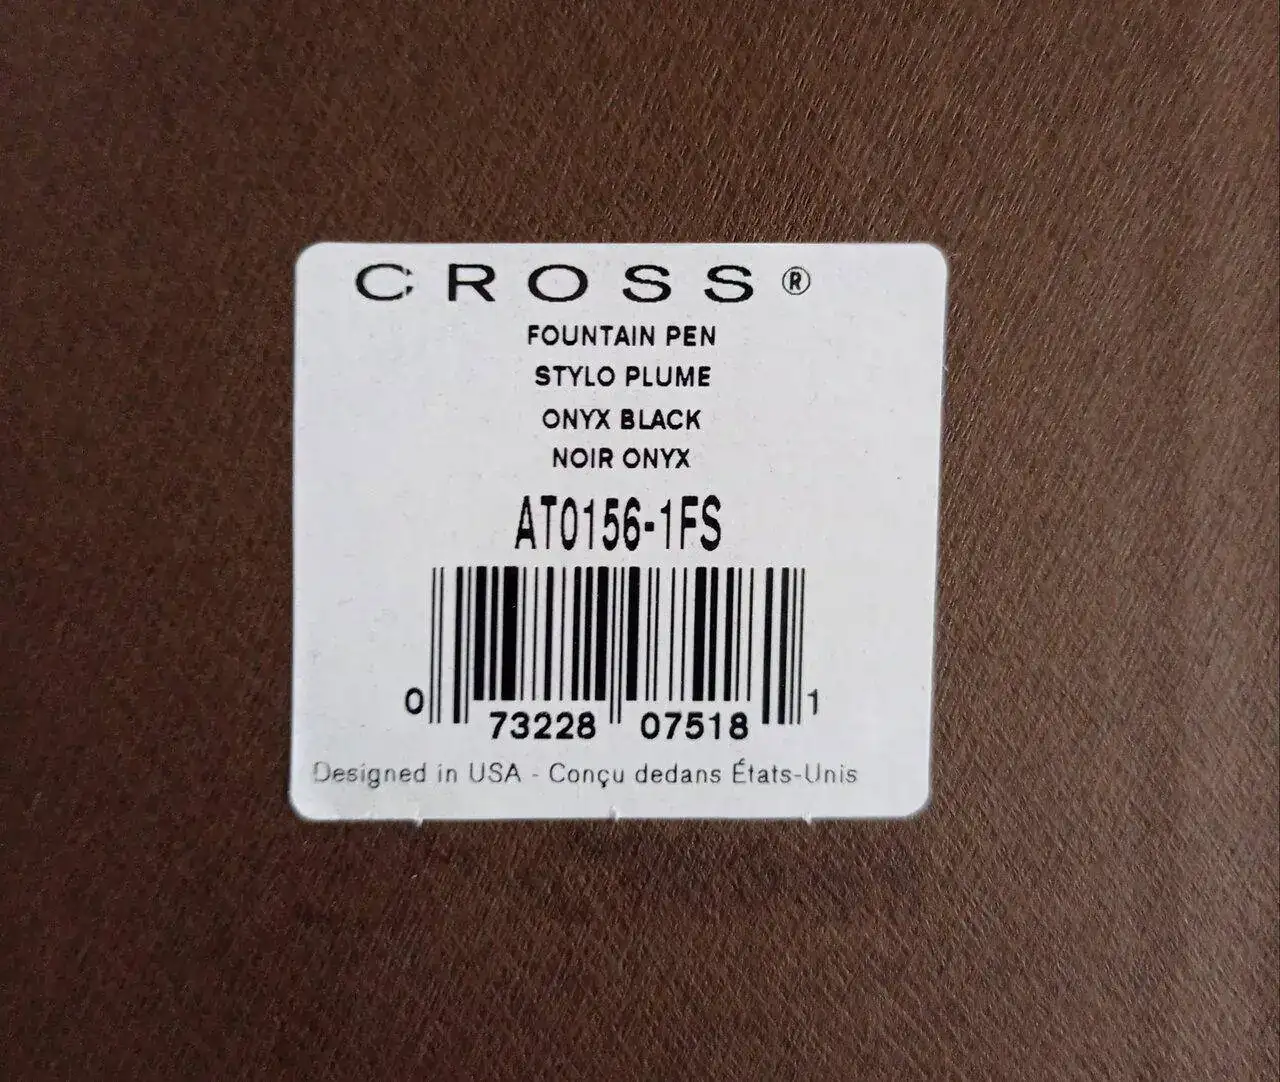 CROSS®
FOUNTAIN PEN
STYLO PLUME
ONYX BLACK
NOIR ONYX
AT0156-1FS
0 73228 07518 1
Designed in USA - Conçu dedans États-Unis